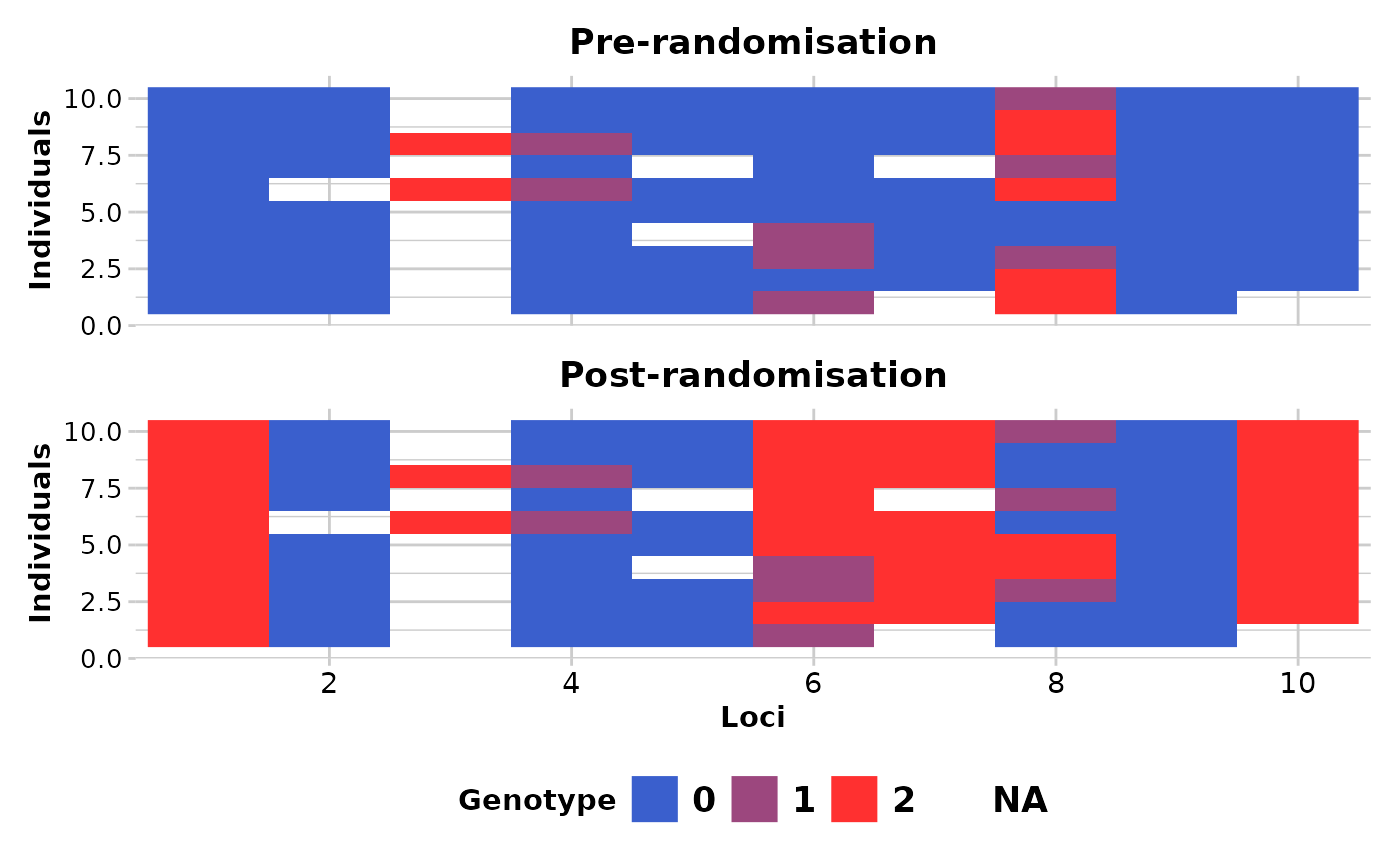 Pre-randomisation
Individuals
10.0
7.5
5.0
2.5
0.0
Post-randomisation
Individuals
10.0
7.5
5.0
2.5
0.0
2 4 6 8 10
Loci
Genotype 0 1 2 NA